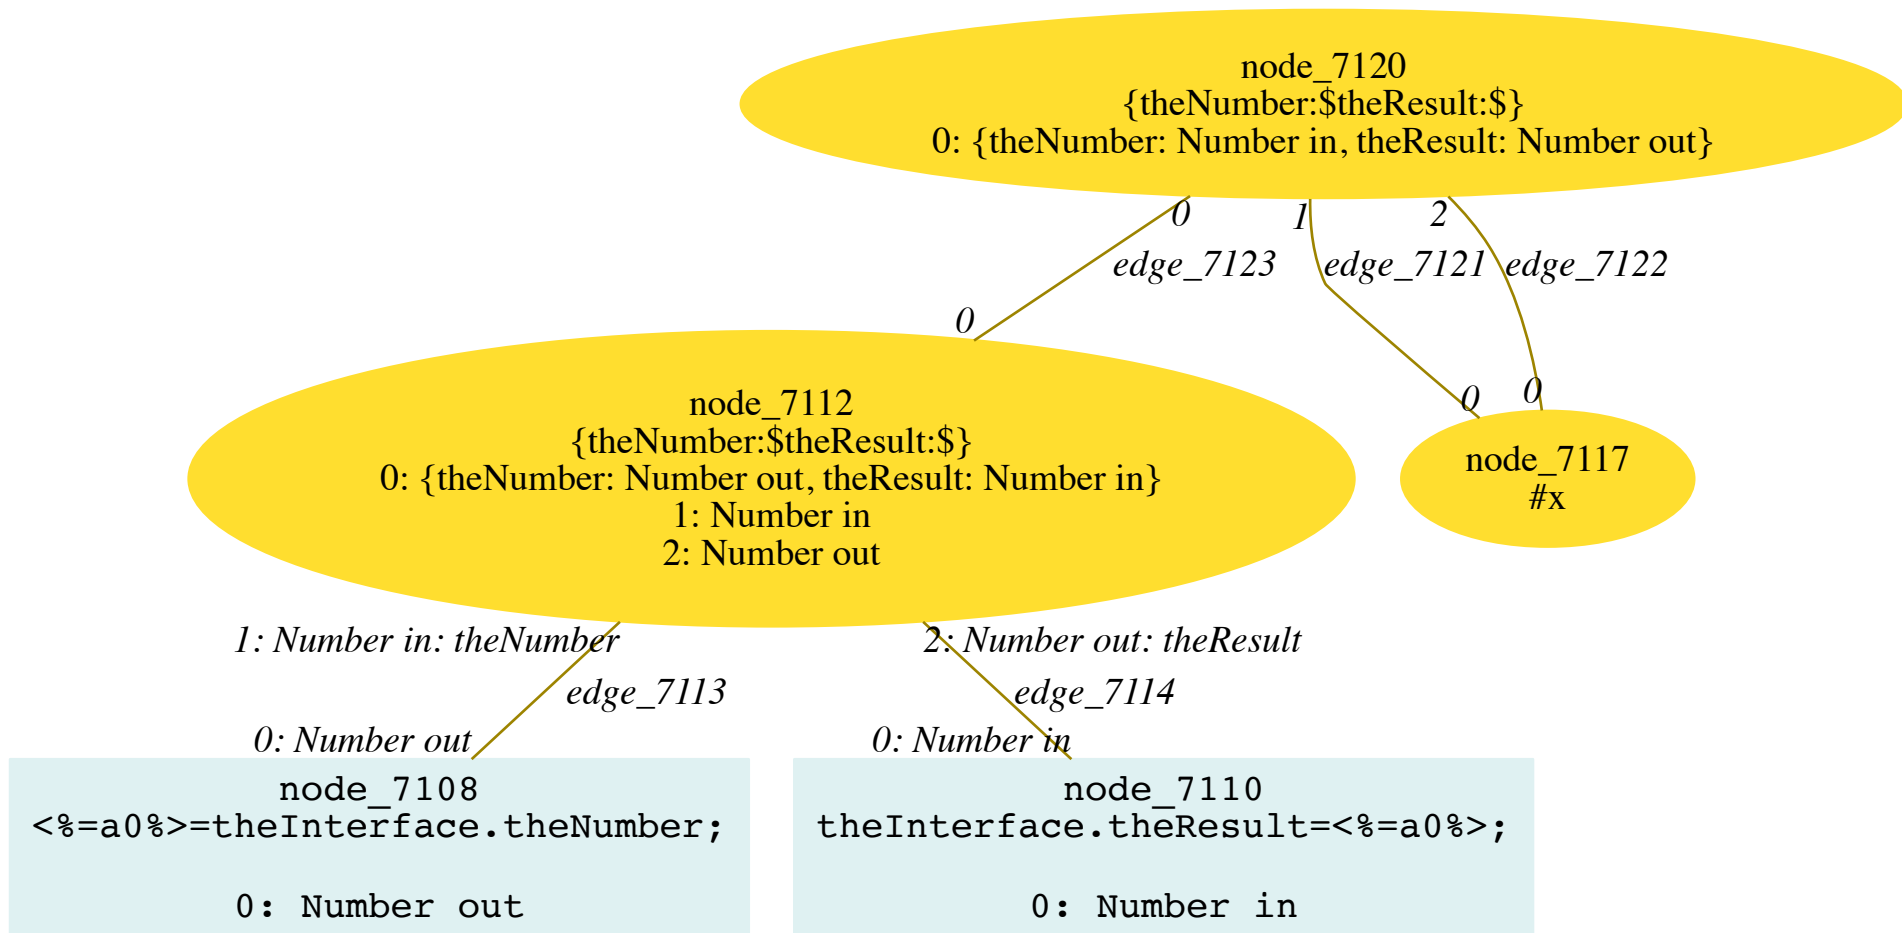 node_7120
{theNumber:$theResult:$}
0: {theNumber: Number in, theResult: Number out}
0
1
2
edge_7123
edge_7121
edge_7122
0
0
0
node_7112
{theNumber:$theResult:$}
0: {theNumber: Number out, theResult: Number in}
1: Number in
2: Number out
node_7117
#x
1: Number in: theNumber
2: Number out: theResult
edge_7113
edge_7114
0: Number out
0: Number in
node_7108
<%=a0%>=theInterface.theNumber;
0: Number out
node_7110
theInterface.theResult=<%=a0%>;
0: Number in